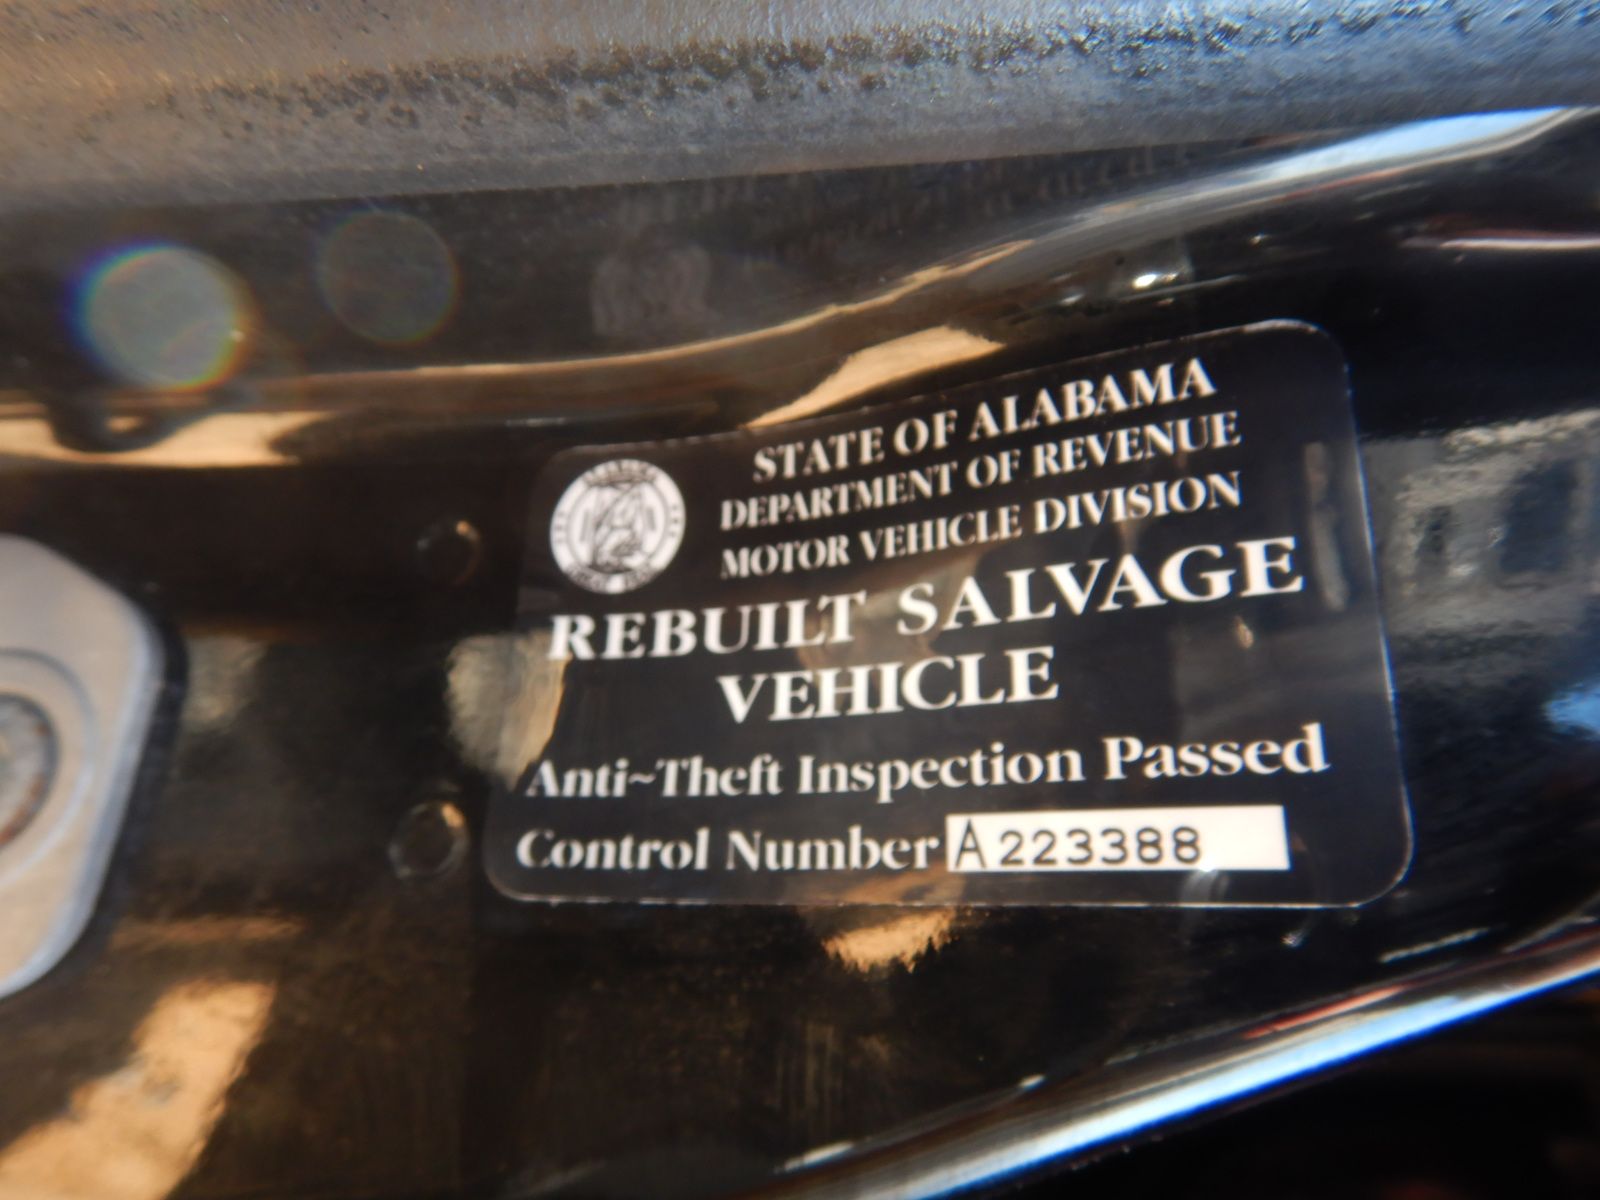 STATE OF ALABAMA
DEPARTMENT OF REVENUE
MOTOR VEHICLE DIVISION
REBUILT SALVAGE
VEHICLE
Anti~Theft Inspection Passed
Control Number A223388